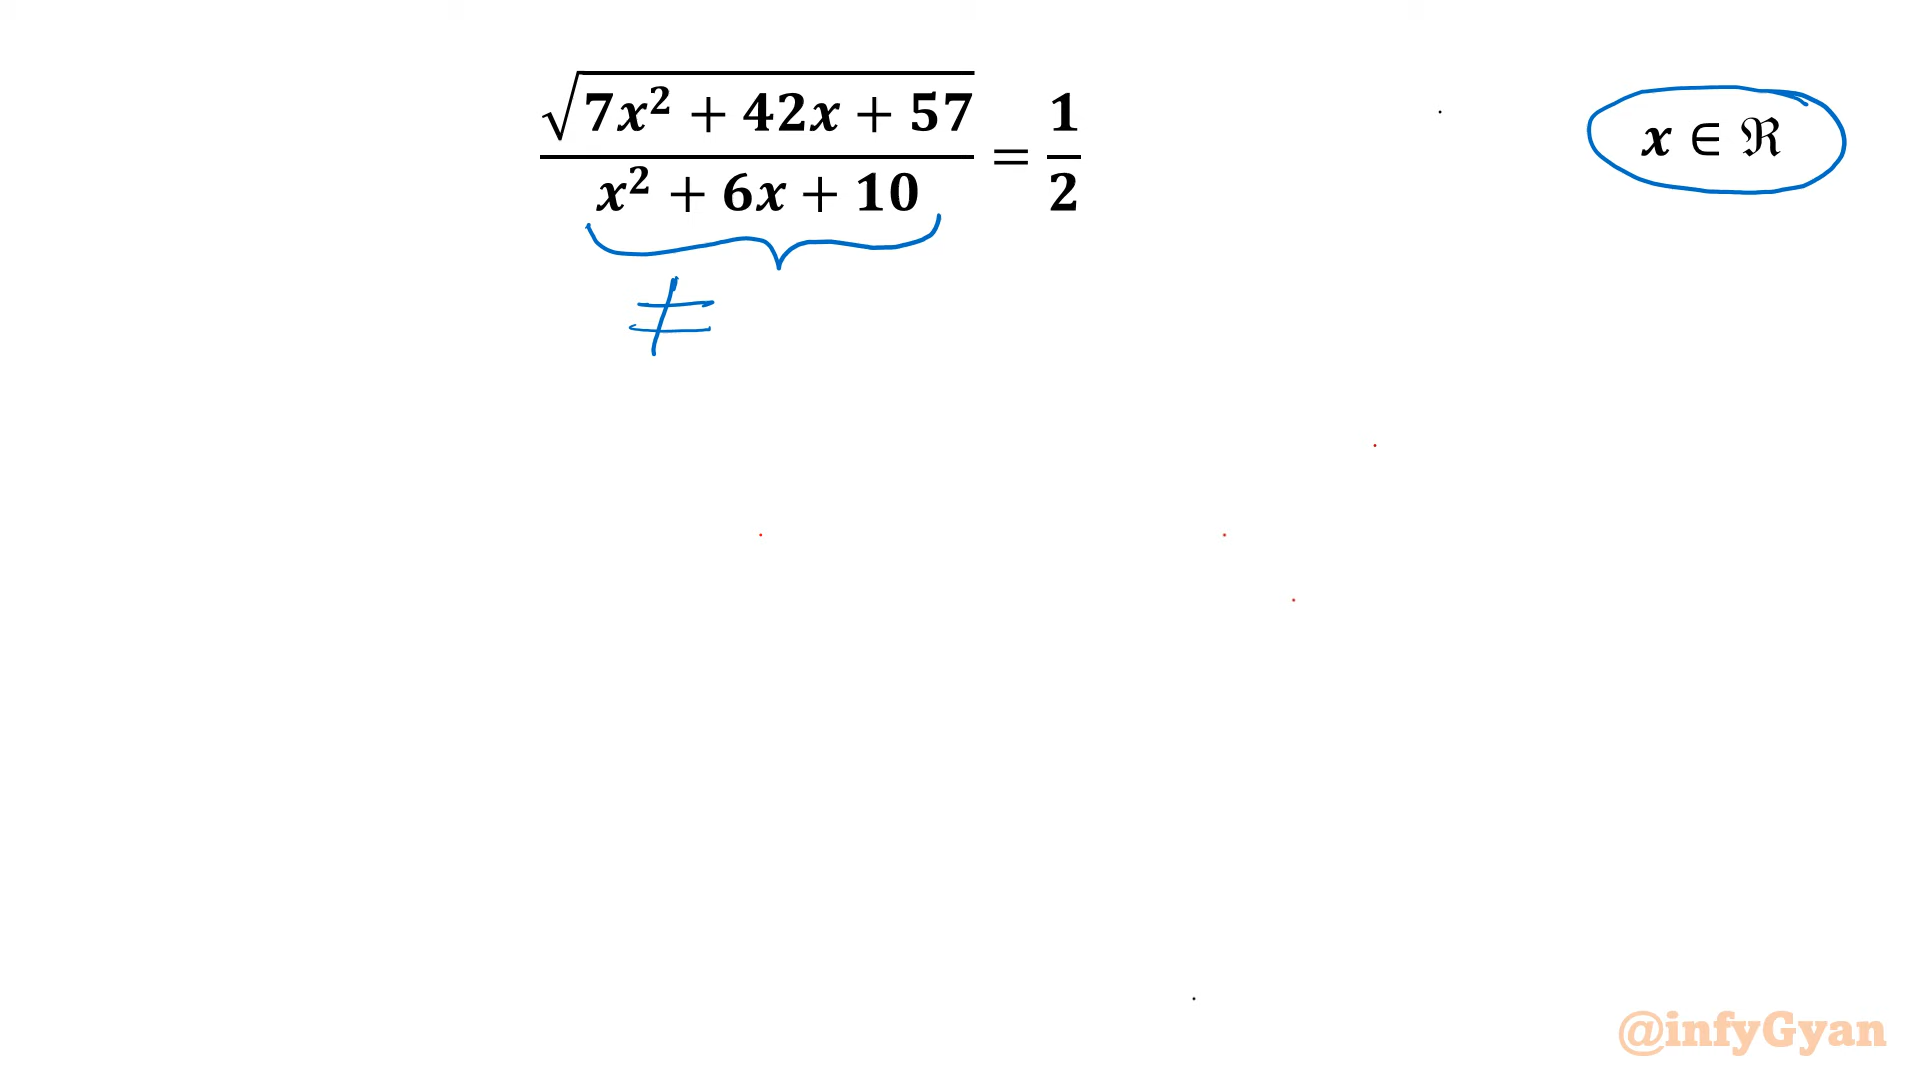 √(7x² + 42x + 57) / (x² + 6x + 10) = 1/2
x ∈ ℜ
≠
@infyGyan